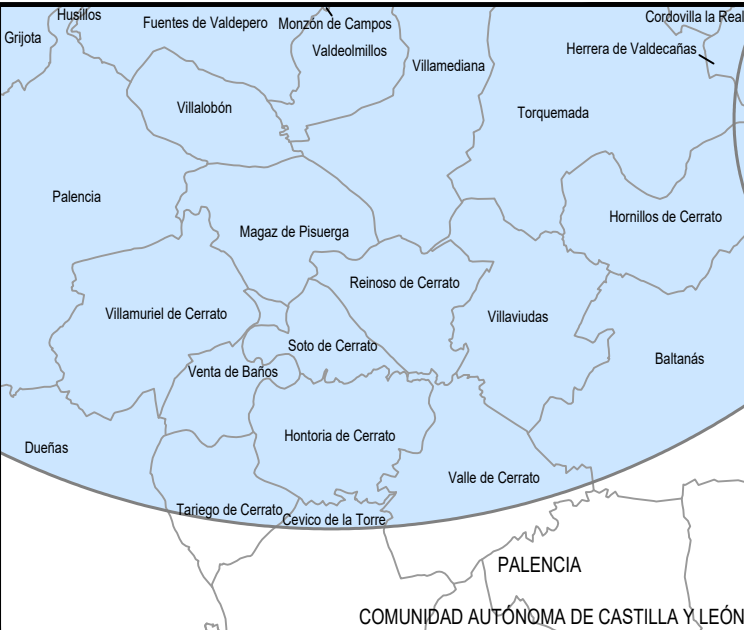 Husillos
Cordovilla la Real
Fuentes de Valdepero
Monzón de Campos
Grijota
Valdeolmillos
Herrera de Valdecañas
Villamediana
Villalobón
Torquemada
Palencia
Hornillos de Cerrato
Magaz de Pisuerga
Reinoso de Cerrato
Villamuriel de Cerrato
Villaviudas
Soto de Cerrato
Baltanás
Venta de Baños
Hontoria de Cerrato
Dueñas
Valle de Cerrato
Tariego de Cerrato
Cevico de la Torre
PALENCIA
COMUNIDAD AUTÓNOMA DE CASTILLA Y LEÓN